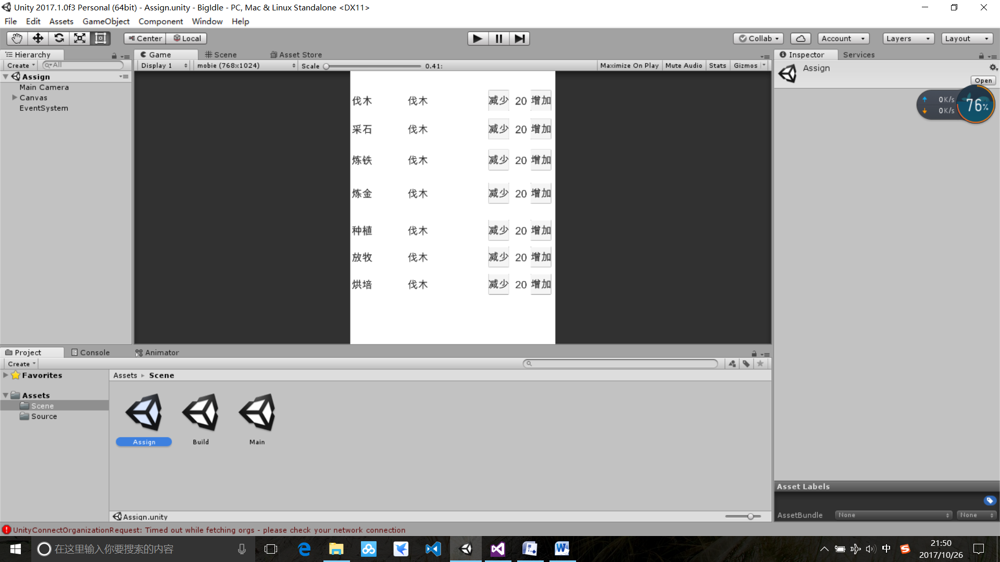 Unity 2017.1.0f3 Personal (64bit) - Assign.unity - BigIdle - PC, Mac & Linux Standalone <DX11>
File Edit Assets GameObject Component Window Help
Center Local Collab Account Layers Layout
Hierarchy
Create All
Assign
Main Camera
Canvas
EventSystem
Game Scene Asset Store
Display 1 mobie (768x1024) Scale 0.41: Maximize On Play Mute Audio Stats Gizmos
伐木 伐木 减少 20 增加
采石 伐木 减少 20 增加
炼铁 伐木 减少 20 增加
炼金 伐木 减少 20 增加
种植 伐木 减少 20 增加
放牧 伐木 减少 20 增加
烘培 伐木 减少 20 增加
Inspector Services
Assign
Open
0K/s
0K/s
76%
Project Console Animator
Create
Favorites
Assets
Scene
Source
Assets Scene
Assign Build Main
Assign.unity
Asset Labels
AssetBundle None None
UnityConnectOrganizationRequest: Timed out while fetching orgs - please check your network connection
在这里输入你要搜索的内容
中
21:50
2017/10/26